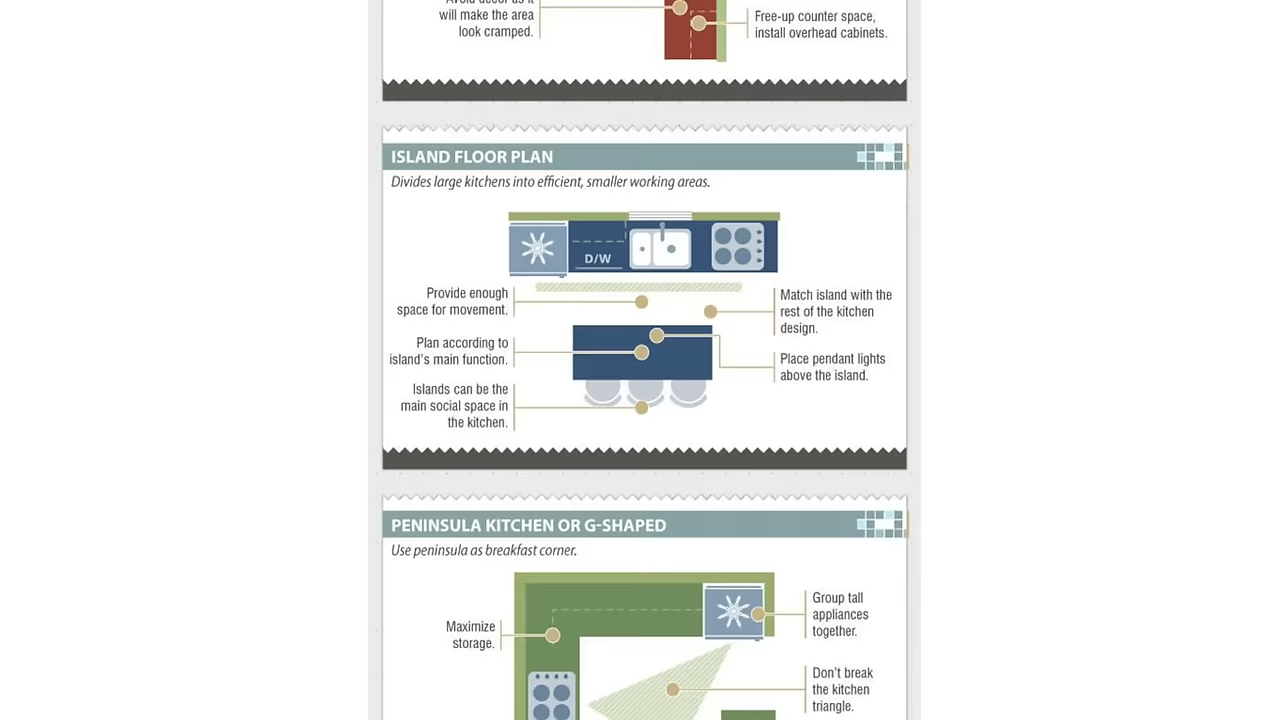 Avoid decor as it
will make the area
look cramped.
Free-up counter space,
install overhead cabinets.
ISLAND FLOOR PLAN
Divides large kitchens into efficient, smaller working areas.
D/W
Provide enough
space for movement.
Match island with the
rest of the kitchen
design.
Plan according to
island's main function.
Place pendant lights
above the island.
Islands can be the
main social space in
the kitchen.
PENINSULA KITCHEN OR G-SHAPED
Use peninsula as breakfast corner.
Group tall
appliances
together.
Maximize
storage.
Don't break
the kitchen
triangle.